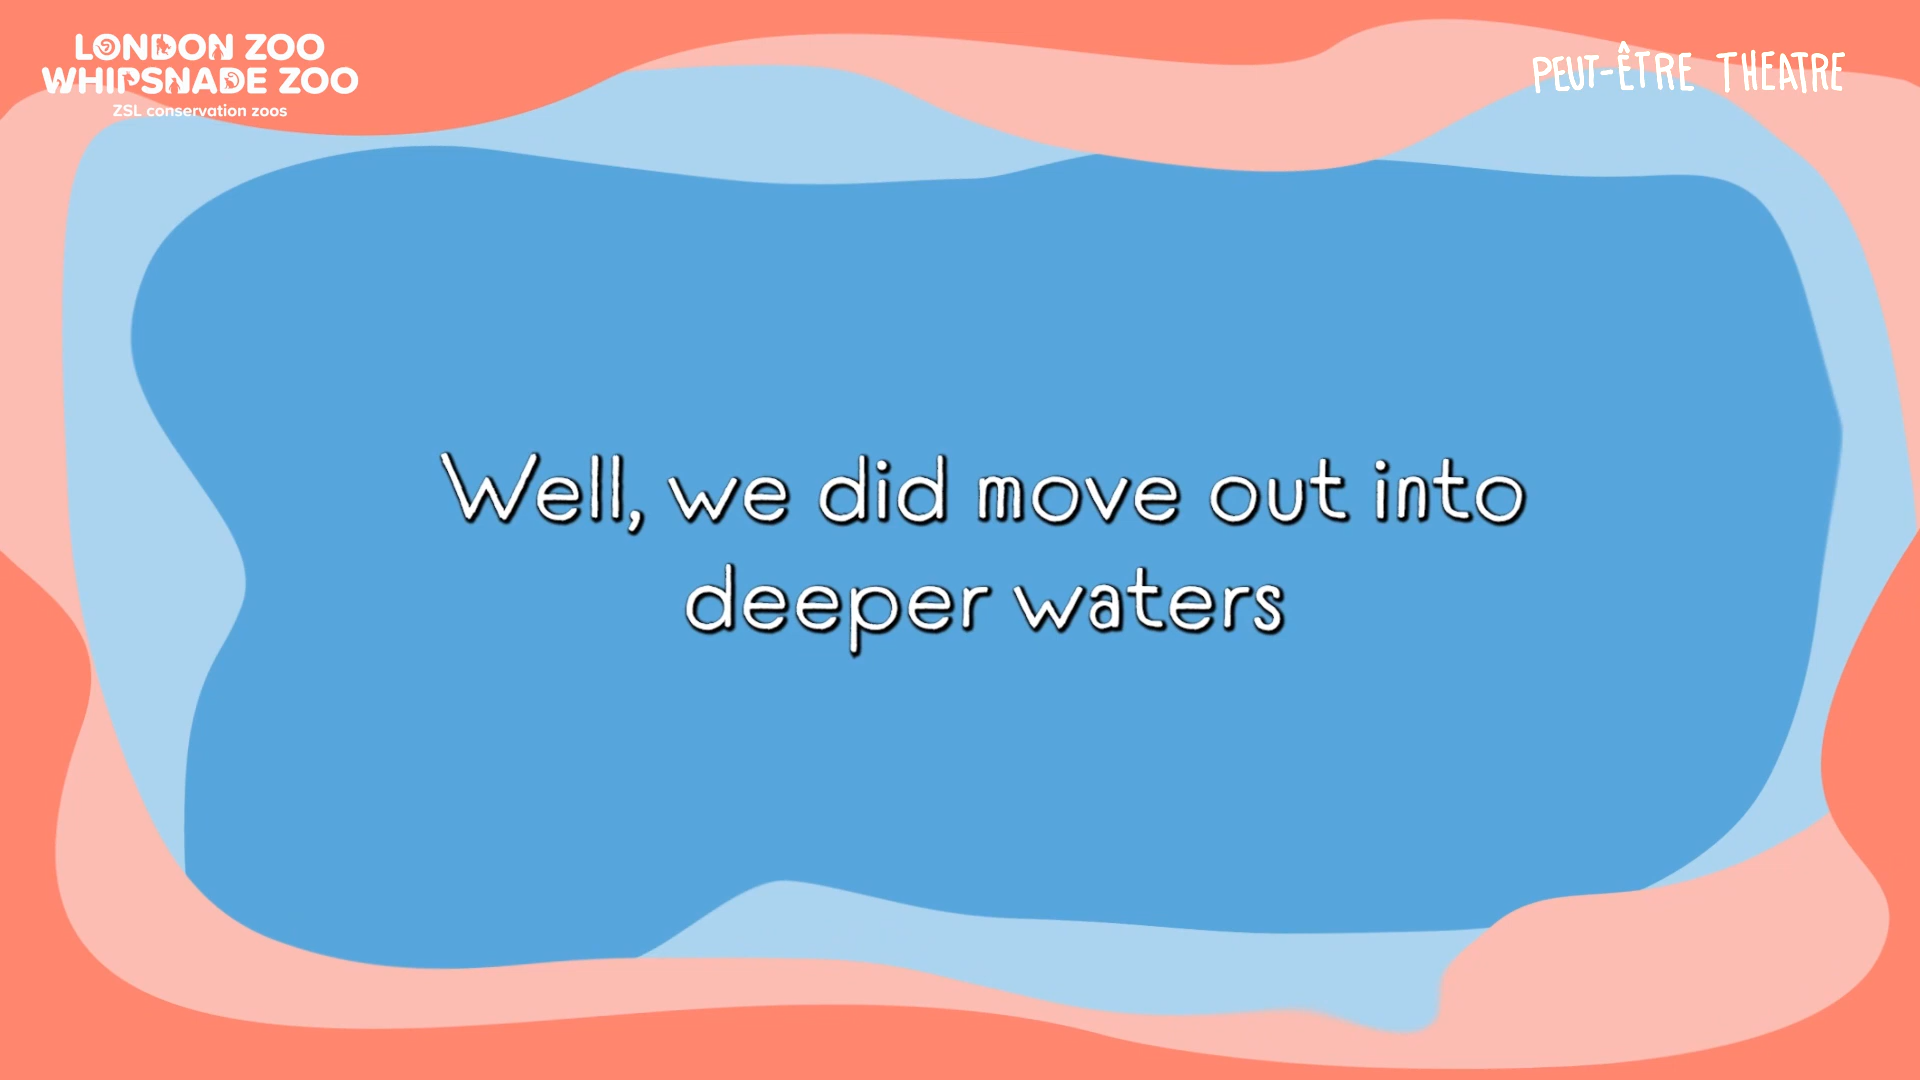 LONDON ZOO
WHIPSNADE ZOO
ZSL conservation zoos
PEUT-ÊTRE THEATRE
Well, we did move out into
deeper waters